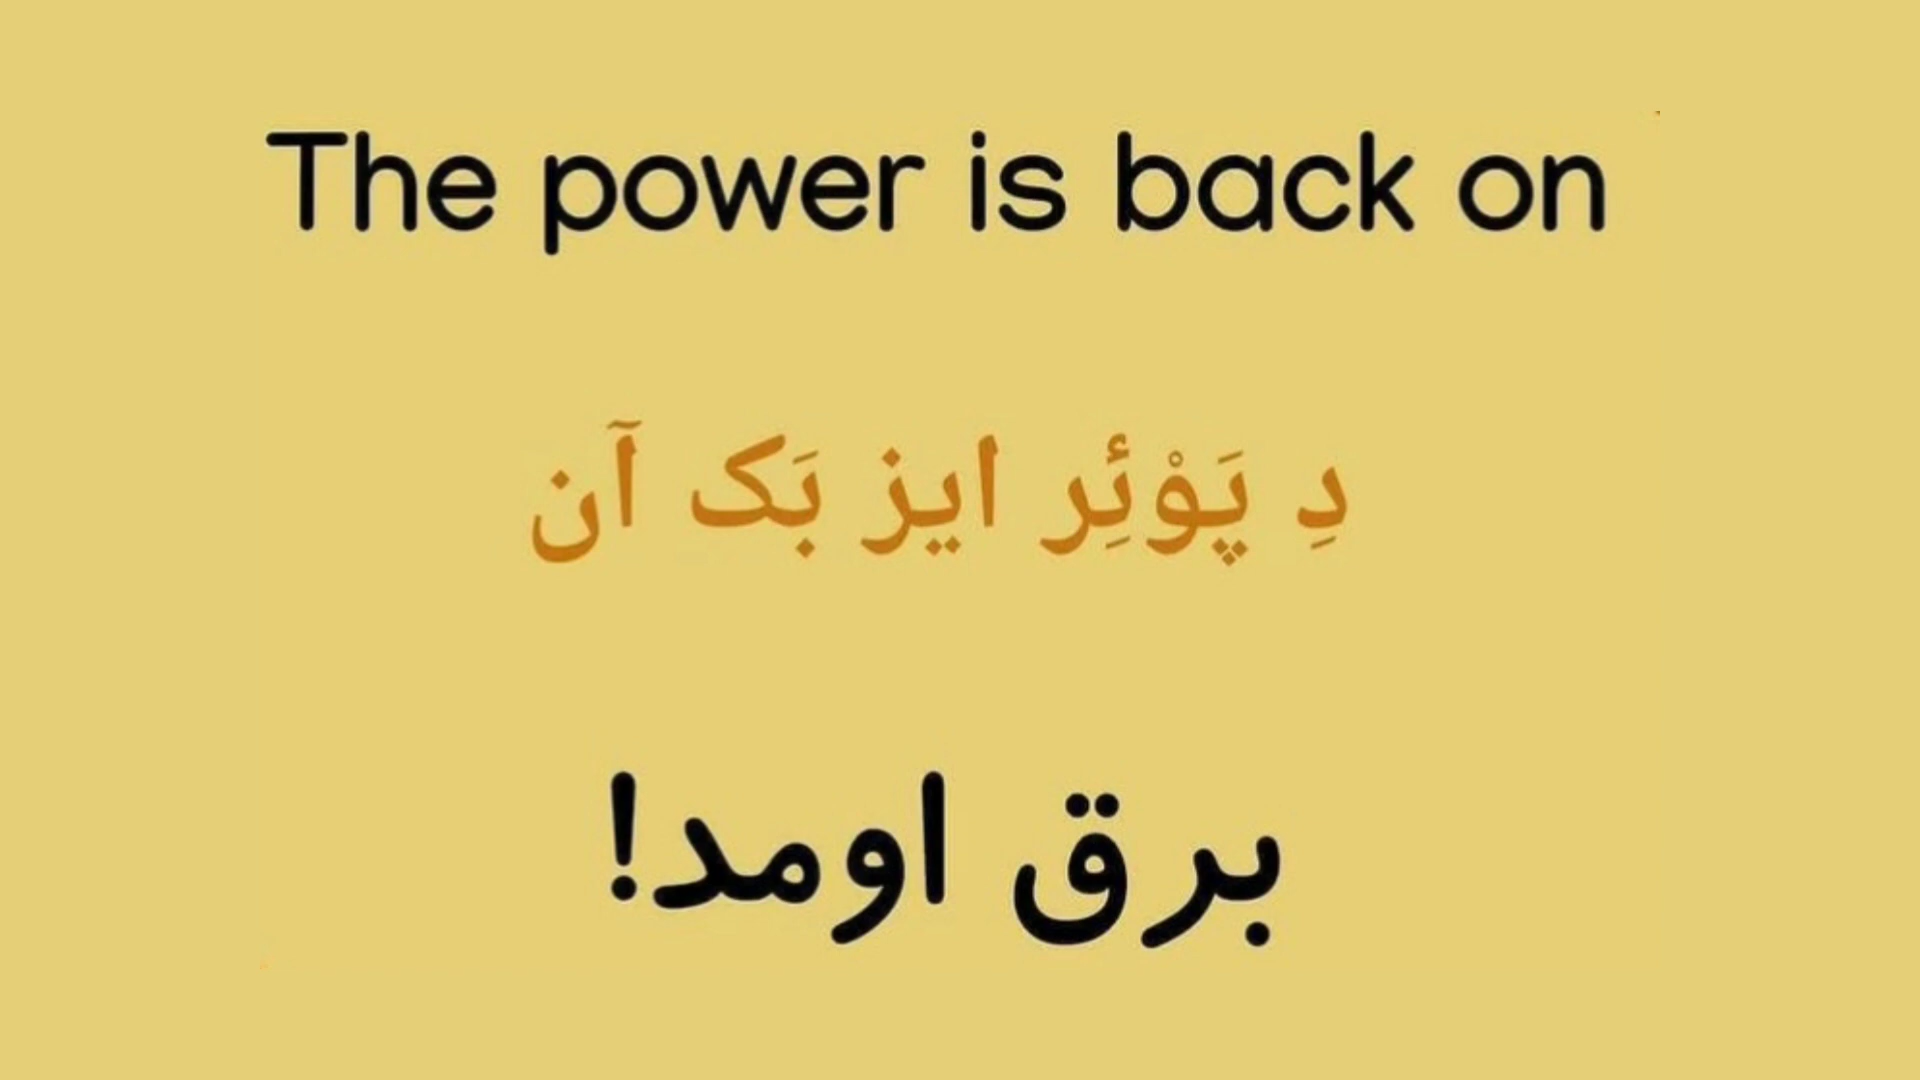 The power is back on
دِ پَوْئِر ایز بَک آن
برق اومد!